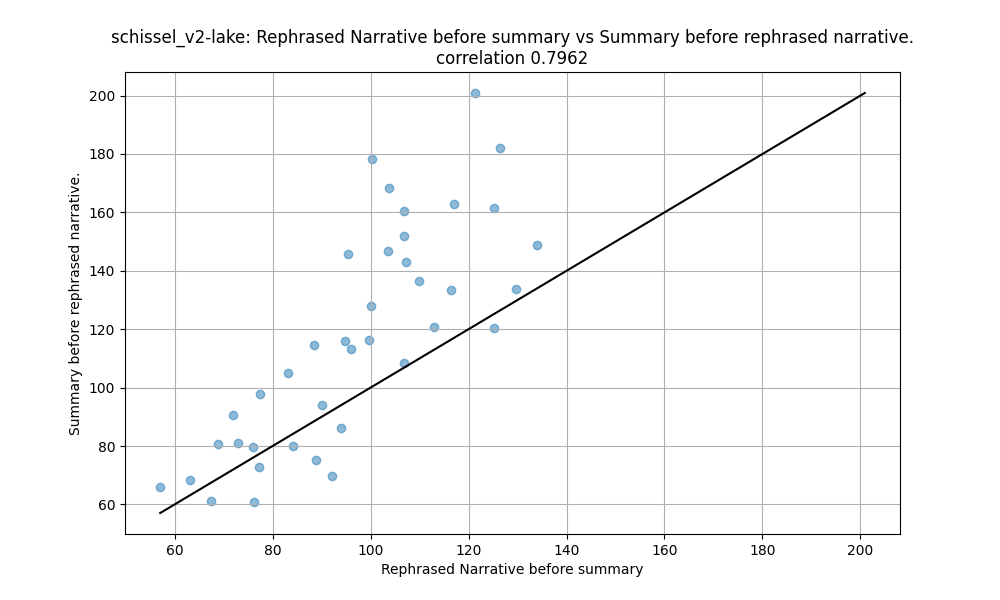 schissel_v2-lake: Rephrased Narrative before summary vs Summary before rephrased narrative.
correlation 0.7962
200
180
160
140
120
100
80
60
Summary before rephrased narrative.
60 80 100 120 140 160 180 200
Rephrased Narrative before summary